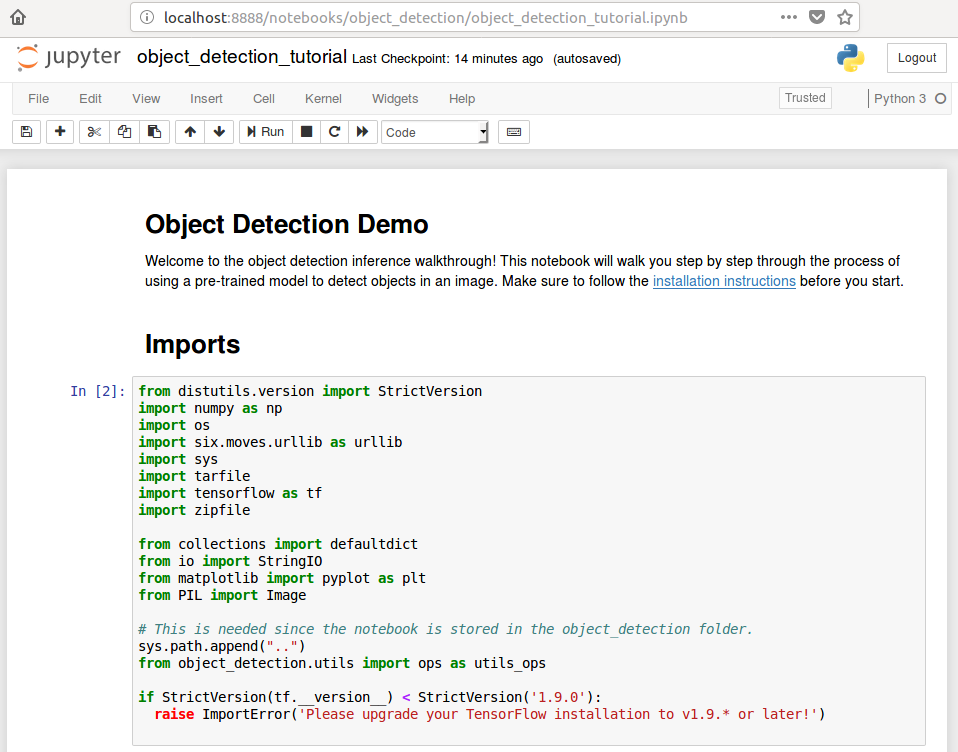 localhost:8888/notebooks/object_detection/object_detection_tutorial.ipynb
jupyter object_detection_tutorial Last Checkpoint: 14 minutes ago (autosaved) Logout
File Edit View Insert Cell Kernel Widgets Help Trusted Python 3
Run Code
Object Detection Demo
Welcome to the object detection inference walkthrough! This notebook will walk you step by step through the process of
using a pre-trained model to detect objects in an image. Make sure to follow the installation instructions before you start.
Imports
In [2]: from distutils.version import StrictVersion
import numpy as np
import os
import six.moves.urllib as urllib
import sys
import tarfile
import tensorflow as tf
import zipfile
from collections import defaultdict
from io import StringIO
from matplotlib import pyplot as plt
from PIL import Image
# This is needed since the notebook is stored in the object_detection folder.
sys.path.append("..")
from object_detection.utils import ops as utils_ops
if StrictVersion(tf.__version__) < StrictVersion('1.9.0'):
  raise ImportError('Please upgrade your TensorFlow installation to v1.9.* or later!')